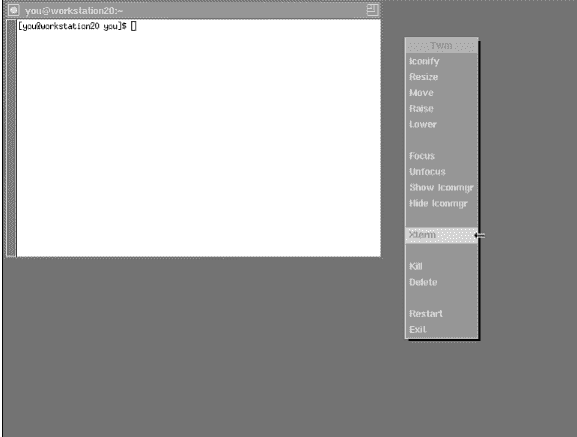 you@workstation20:~
[you@workstation20 you]$
Twm
Iconify
Resize
Move
Raise
Lower
Focus
Unfocus
Show Iconmgr
Hide Iconmgr
Xterm
Kill
Delete
Restart
Exit